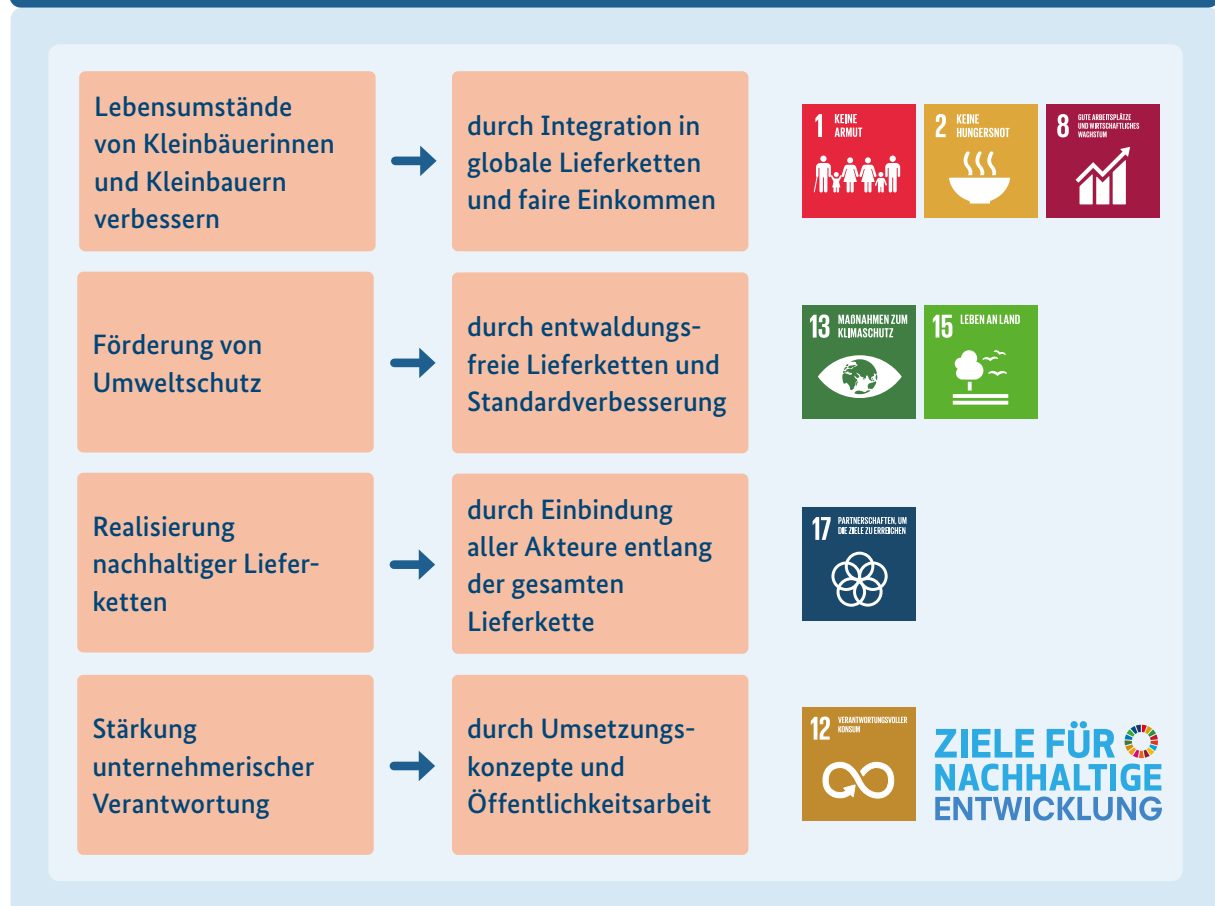 Lebensumstände
von Kleinbäuerinnen
und Kleinbauern
verbessern
durch Integration in
globale Lieferketten
und faire Einkommen
1 KEINE
ARMUT
2 KEINE
HUNGERSNOT
8 GUTE ARBEITSPLÄTZE
UND WIRTSCHAFTLICHES
WACHSTUM
Förderung von
Umweltschutz
durch entwaldungs-
freie Lieferketten und
Standardverbesserung
13 MAßNAHMEN ZUM
KLIMASCHUTZ
15 LEBEN AN LAND
Realisierung
nachhaltiger Liefer-
ketten
durch Einbindung
aller Akteure entlang
der gesamten
Lieferkette
17 PARTNERSCHAFTEN, UM
DIE ZIELE ZU ERREICHEN
Stärkung
unternehmerischer
Verantwortung
durch Umsetzungs-
konzepte und
Öffentlichkeitsarbeit
12 VERANTWORTUNGSVOLLER
KONSUM
ZIELE FÜR
NACHHALTIGE
ENTWICKLUNG